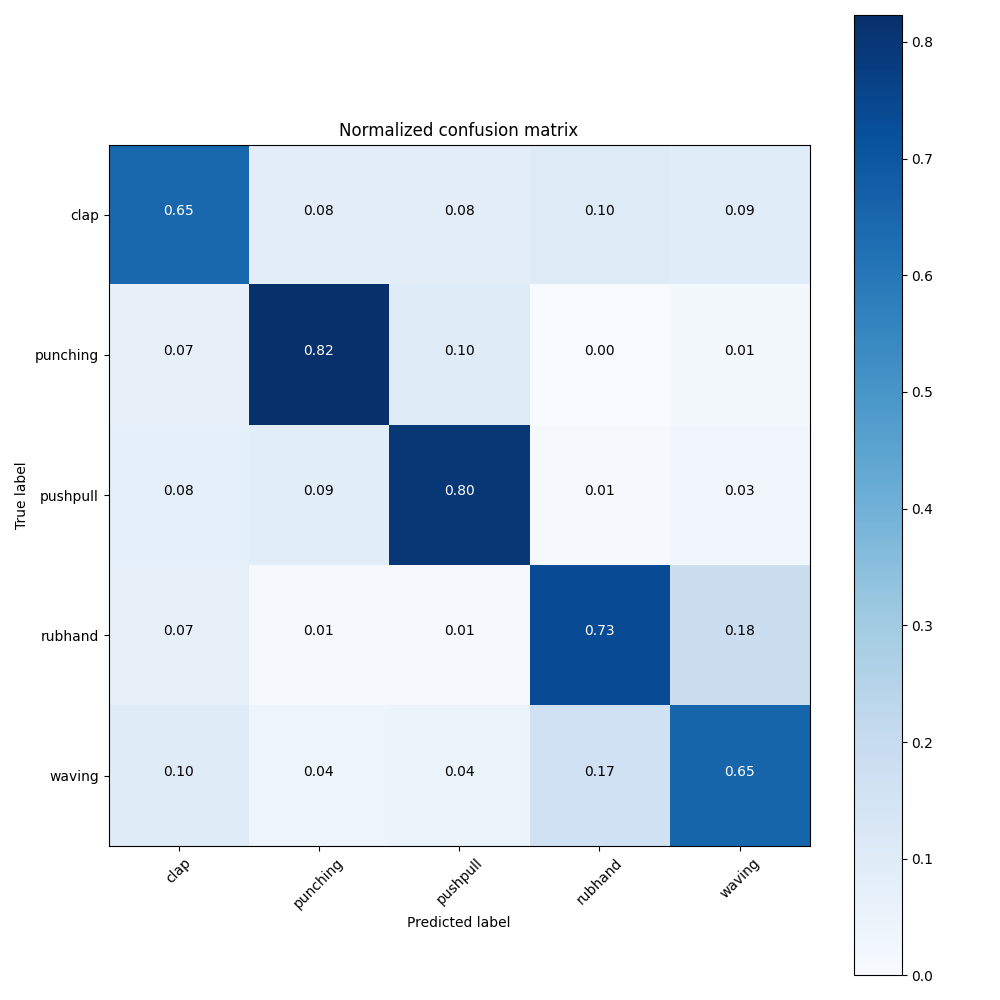 Normalized confusion matrix
True label
clap 0.65 0.08 0.08 0.10 0.09
punching 0.07 0.82 0.10 0.00 0.01
pushpull 0.08 0.09 0.80 0.01 0.03
rubhand 0.07 0.01 0.01 0.73 0.18
waving 0.10 0.04 0.04 0.17 0.65
clap punching pushpull rubhand waving
Predicted label
0.8
0.7
0.6
0.5
0.4
0.3
0.2
0.1
0.0